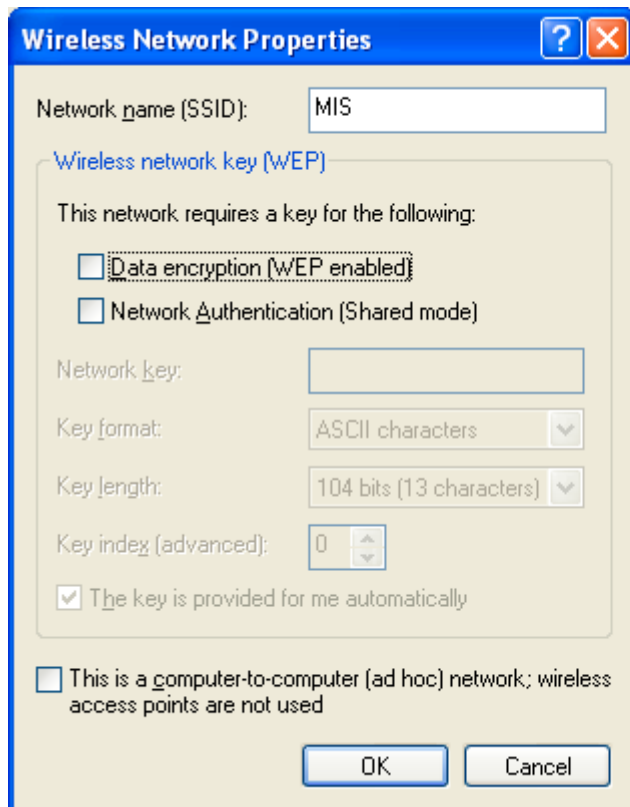 Wireless Network Properties
Network name (SSID): MIS
Wireless network key (WEP)
This network requires a key for the following:
Data encryption (WEP enabled)
Network Authentication (Shared mode)
Network key:
Key format: ASCII characters
Key length: 104 bits (13 characters)
Key index (advanced): 0
The key is provided for me automatically
This is a computer-to-computer (ad hoc) network; wireless
access points are not used
OK Cancel